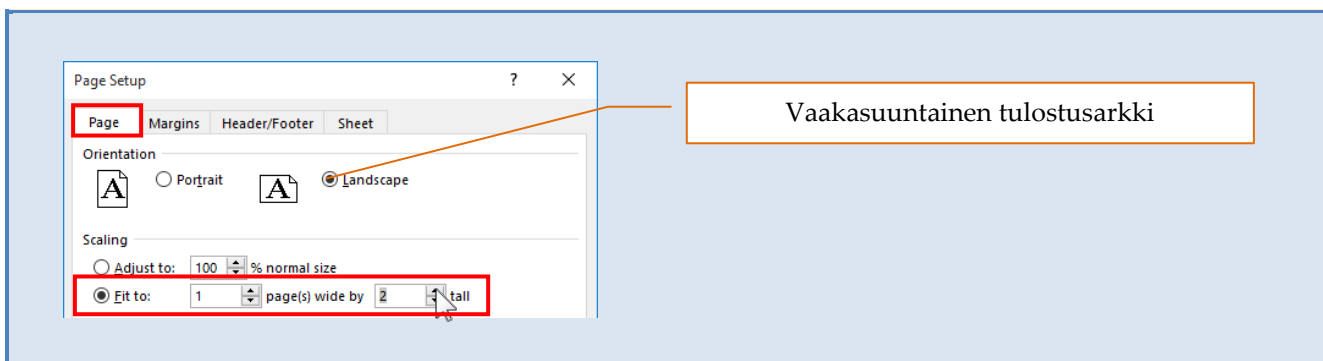 Page Setup ? ×
Page Margins Header/Footer Sheet
Vaakasuuntainen tulostusarkki
Orientation
A Portrait A Landscape
Scaling
Adjust to: 100 % normal size
Fit to: 1 page(s) wide by 2 tall